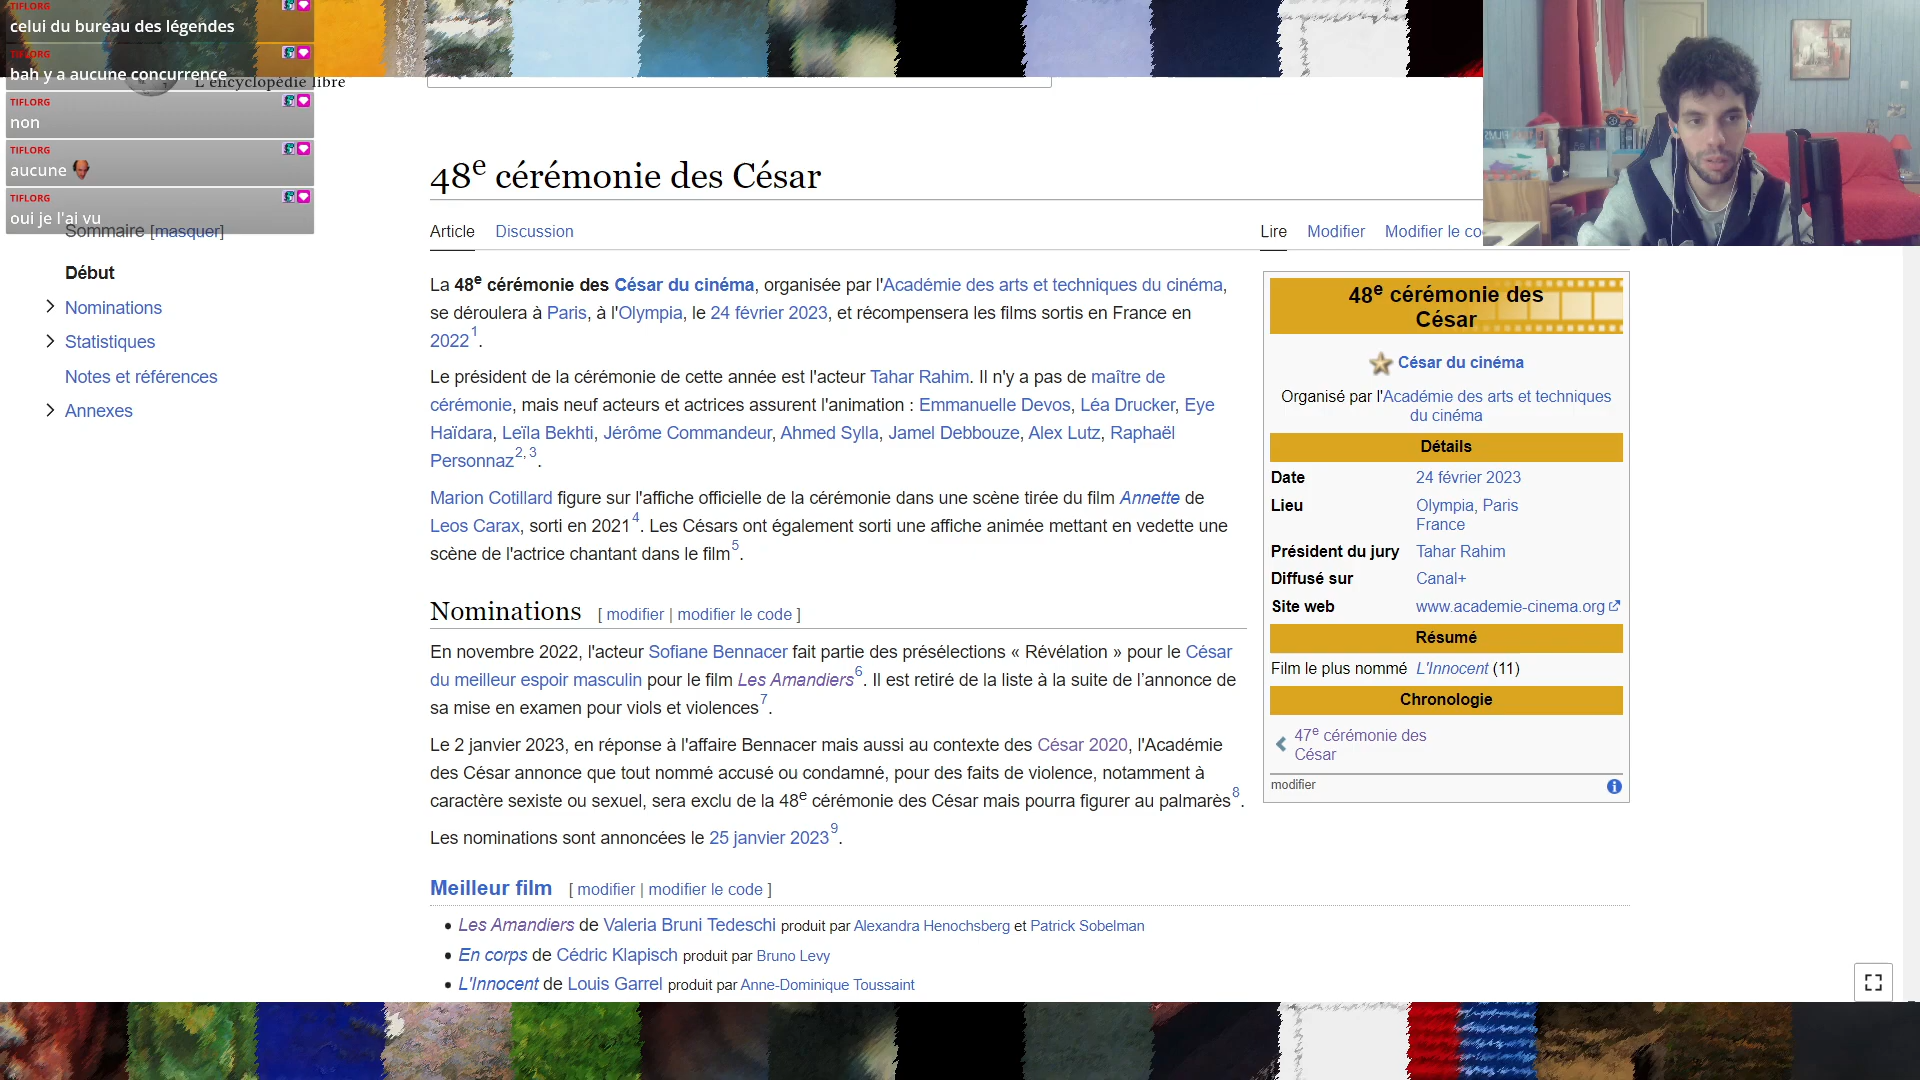 TIFLORG
celui du bureau des légendes
TIFLORG
bah y a aucune concurrence
TIFLORG
non
TIFLORG
aucune
TIFLORG
oui je l'ai vu
L'encyclopédie libre
Sommaire [masquer]
Début
Nominations
Statistiques
Notes et références
Annexes
48e cérémonie des César
Article Discussion
Lire Modifier Modifier le co
La 48e cérémonie des César du cinéma, organisée par l'Académie des arts et techniques du cinéma,
se déroulera à Paris, à l'Olympia, le 24 février 2023, et récompensera les films sortis en France en
2022 1.
Le président de la cérémonie de cette année est l'acteur Tahar Rahim. Il n'y a pas de maître de
cérémonie, mais neuf acteurs et actrices assurent l'animation : Emmanuelle Devos, Léa Drucker, Eye
Haïdara, Leïla Bekhti, Jérôme Commandeur, Ahmed Sylla, Jamel Debbouze, Alex Lutz, Raphaël
Personnaz 2, 3.
Marion Cotillard figure sur l'affiche officielle de la cérémonie dans une scène tirée du film Annette de
Leos Carax, sorti en 2021 4. Les Césars ont également sorti une affiche animée mettant en vedette une
scène de l'actrice chantant dans le film 5.
Nominations [ modifier | modifier le code ]
En novembre 2022, l'acteur Sofiane Bennacer fait partie des présélections « Révélation » pour le César
du meilleur espoir masculin pour le film Les Amandiers 6. Il est retiré de la liste à la suite de l'annonce de
sa mise en examen pour viols et violences 7.
Le 2 janvier 2023, en réponse à l'affaire Bennacer mais aussi au contexte des César 2020, l'Académie
des César annonce que tout nommé accusé ou condamné, pour des faits de violence, notamment à
caractère sexiste ou sexuel, sera exclu de la 48e cérémonie des César mais pourra figurer au palmarès 8.
Les nominations sont annoncées le 25 janvier 2023 9.
Meilleur film [ modifier | modifier le code ]
• Les Amandiers de Valeria Bruni Tedeschi produit par Alexandra Henochsberg et Patrick Sobelman
• En corps de Cédric Klapisch produit par Bruno Levy
• L'Innocent de Louis Garrel produit par Anne-Dominique Toussaint
48e cérémonie des
César
César du cinéma
Organisé par l'Académie des arts et techniques
du cinéma
Détails
Date 24 février 2023
Lieu Olympia, Paris
France
Président du jury Tahar Rahim
Diffusé sur Canal+
Site web www.academie-cinema.org
Résumé
Film le plus nommé L'Innocent (11)
Chronologie
47e cérémonie des
César
modifier